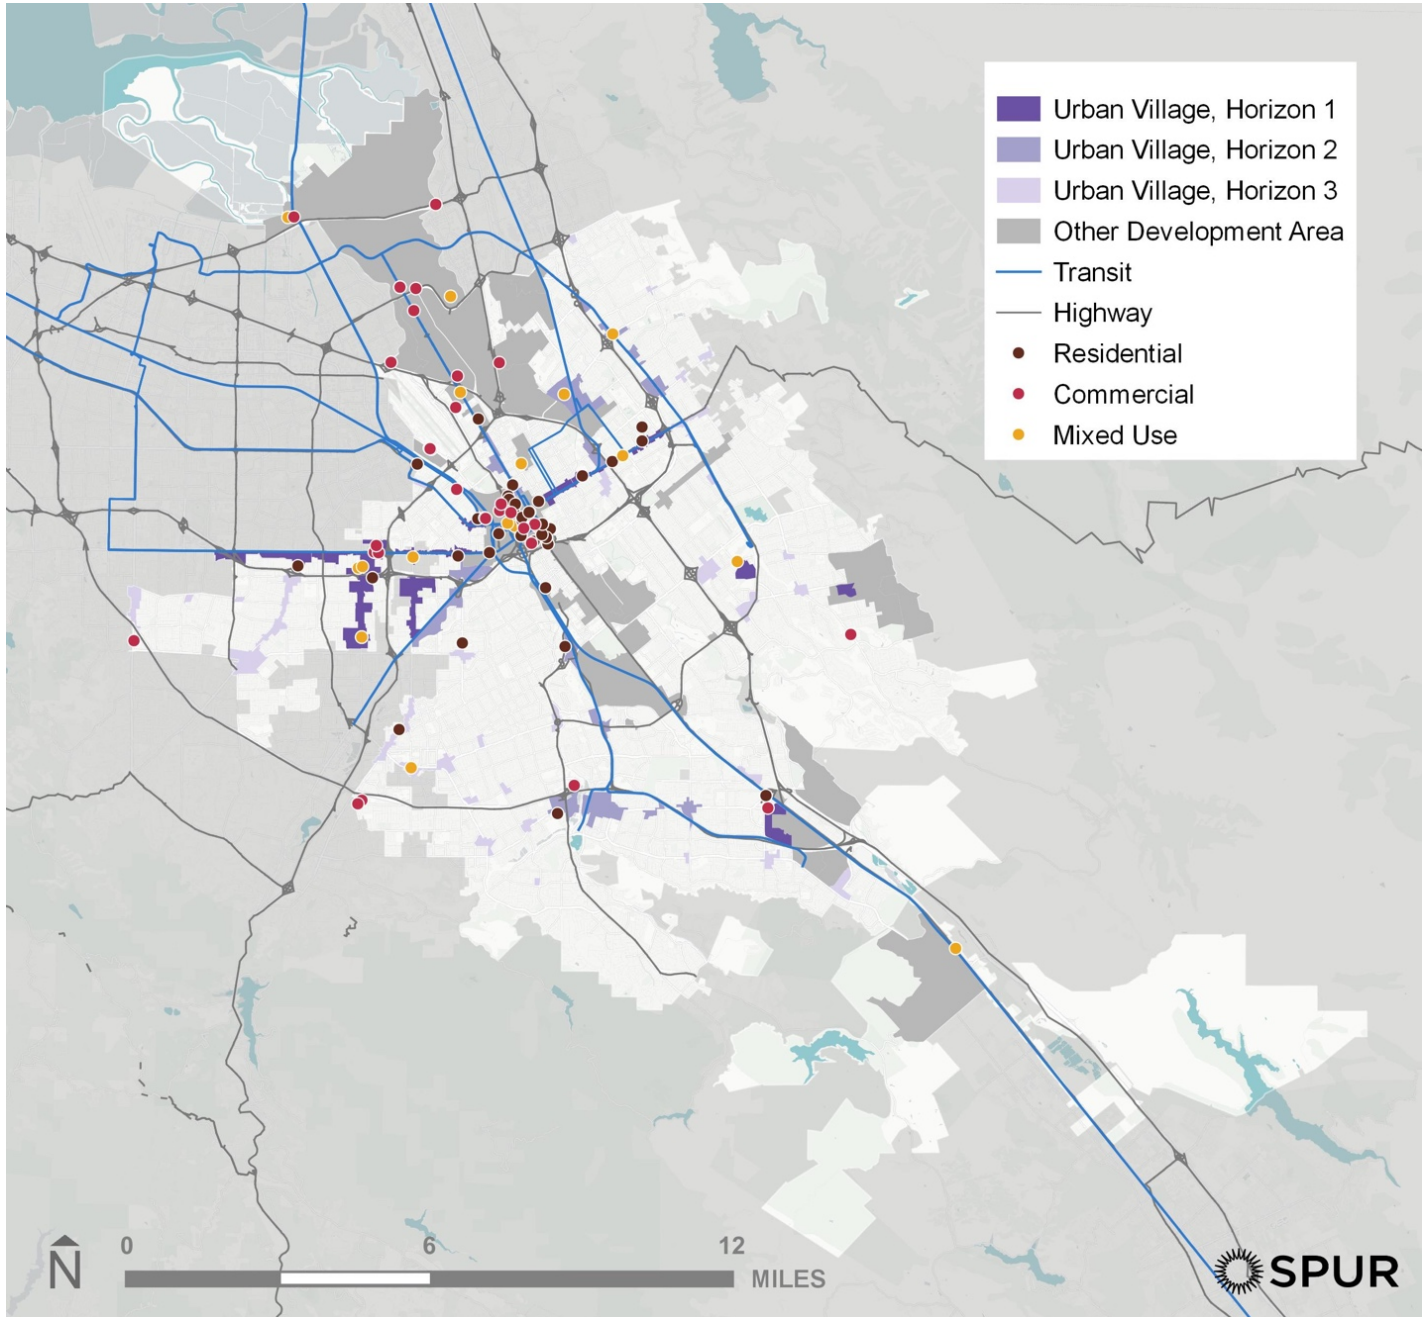 Urban Village, Horizon 1
Urban Village, Horizon 2
Urban Village, Horizon 3
Other Development Area
Transit
Highway
Residential
Commercial
Mixed Use
N
0 6 12
MILES
SPUR